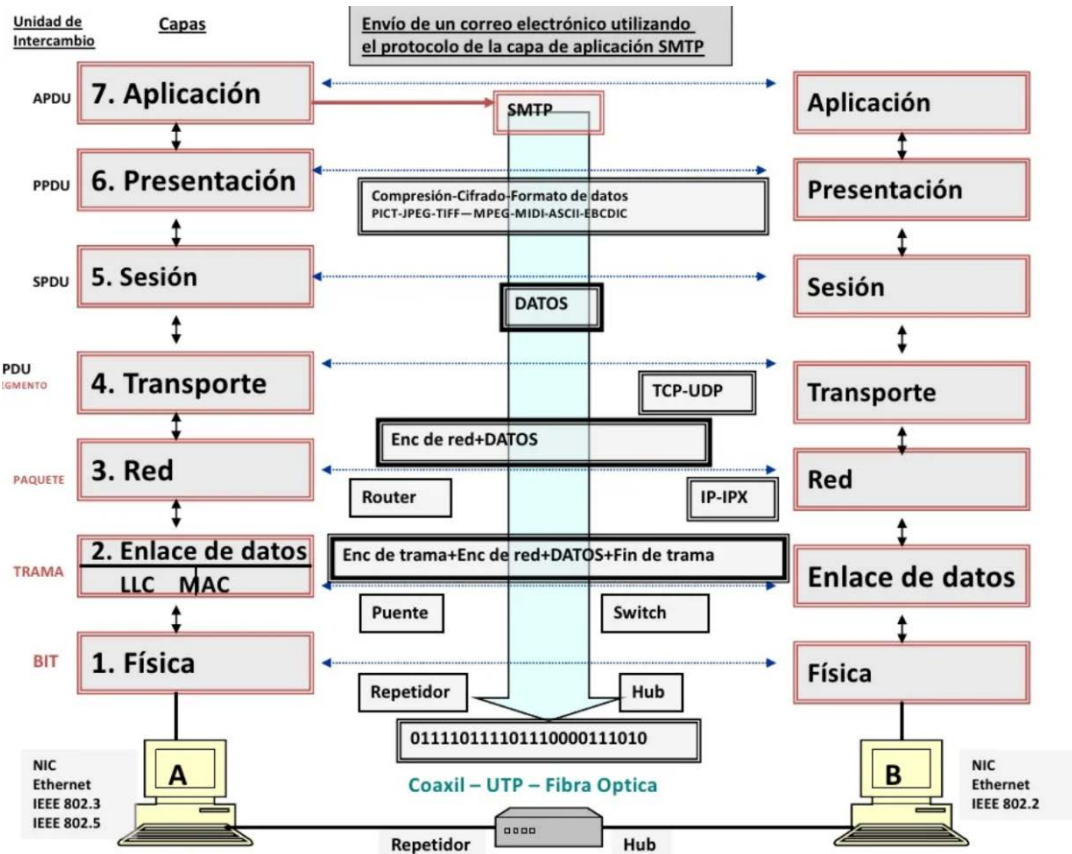 Unidad de
Intercambio
Capas
Envío de un correo electrónico utilizando
el protocolo de la capa de aplicación SMTP
APDU
7. Aplicación
SMTP
Aplicación
PPDU
6. Presentación
Compresión-Cifrado-Formato de datos
PICT-JPEG-TIFF—MPEG-MIDI-ASCII-EBCDIC
Presentación
SPDU
5. Sesión
DATOS
Sesión
PDU
EGMENTO
4. Transporte
TCP-UDP
Transporte
Enc de red+DATOS
PAQUETE
3. Red
Router
IP-IPX
Red
TRAMA
2. Enlace de datos
LLC MAC
Enc de trama+Enc de red+DATOS+Fin de trama
Enlace de datos
Puente
Switch
BIT
1. Física
Repetidor
Hub
Física
0111101111101110000111010
NIC
Ethernet
IEEE 802.3
IEEE 802.5
A
Coaxil – UTP – Fibra Optica
B
NIC
Ethernet
IEEE 802.2
Repetidor
Hub